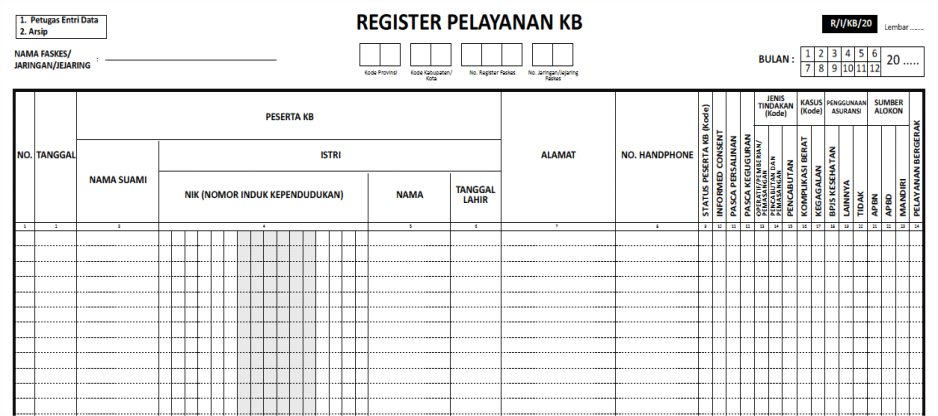 1. Petugas Entri Data
2. Arsip
REGISTER PELAYANAN KB
R/I/KB/20
Lembar ........
NAMA FASKES/
JARINGAN/JEJARING :
Kode Provinsi
Kode Kabupaten/
Kota
No. Register Faskes
No. Jaringan/Jejaring
Faskes
BULAN :
1 2 3 4 5 6
7 8 9 10 11 12
20 .....
NO.
TANGGAL
PESERTA KB
NAMA SUAMI
ISTRI
NIK (NOMOR INDUK KEPENDUDUKAN)
NAMA
TANGGAL
LAHIR
ALAMAT
NO. HANDPHONE
STATUS PESERTA KB (Kode)
INFORMED CONSENT
PASCA PERSALINAN
PASCA KEGUGURAN
JENIS
TINDAKAN
(Kode)
OPERATIF/PEMBERIAN/
PEMASANGAN
PENCABUTAN DAN
PEMASANGAN
PENCABUTAN
KASUS
(Kode)
KOMPLIKASI BERAT
KEGAGALAN
PENGGUNAAN
ASURANSI
BPJS KESEHATAN
LAINNYA
TIDAK
SUMBER
ALOKON
APBN
APBD
MANDIRI
PELAYANAN BERGERAK
1 2 3 4 5 6 7 8 9 10 11 12 13 14 15 16 17 18 19 20 21 22 23 24